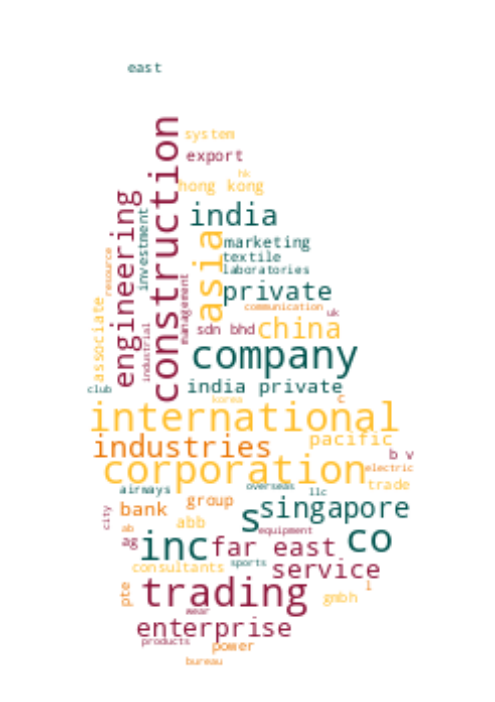 east
system
export
hk
hong kong
construction
engineering
investment
india
asia
marketing
textile
laboratories
resource
private
management
communication
uk
associate
industrial
sdn bhd
china
company
club
india private
korea
c
international
industries
pacific
b v
corporation
electric
airways
overseas
llc
trade
group
bank
city
abb
s
singapore
ab
ag
equipment
inc
far east
co
consultants
sports
service
pte
trading
l
gmbh
wear
enterprise
products
power
bureau